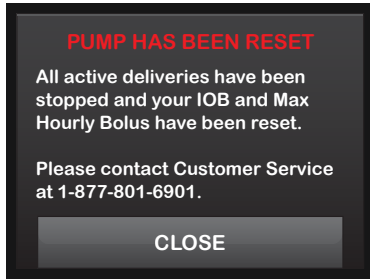 PUMP HAS BEEN RESET
All active deliveries have been
stopped and your IOB and Max
Hourly Bolus have been reset.
Please contact Customer Service
at 1-877-801-6901.
CLOSE